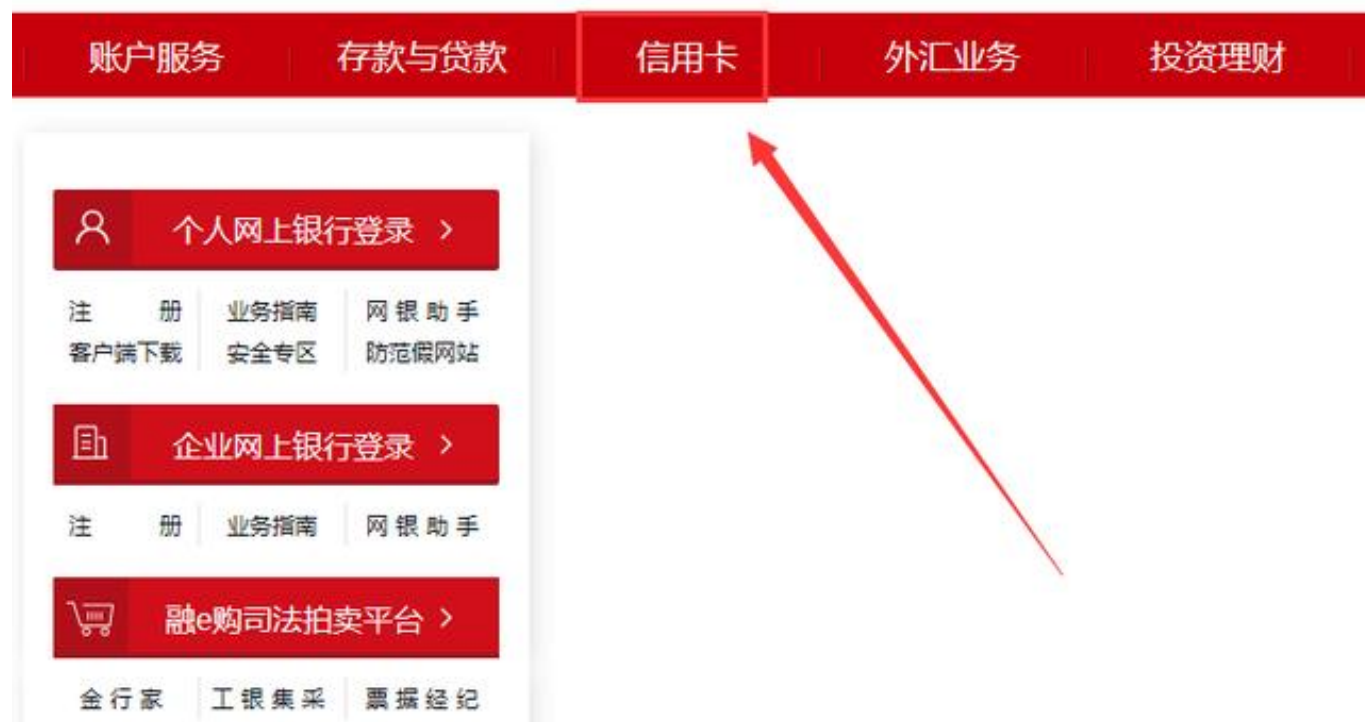 账户服务 存款与贷款 信用卡 外汇业务 投资理财
个人网上银行登录 >
注 册 业务指南 网银助手
客户端下载 安全专区 防范假网站
企业网上银行登录 >
注 册 业务指南 网银助手
融e购司法拍卖平台 >
金行家 工银集采 票据经纪